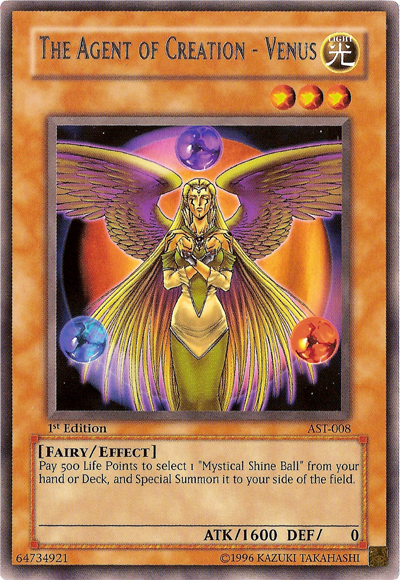 THE AGENT OF CREATION - VENUS
LIGHT
光
1st Edition
AST-008
[FAIRY/EFFECT]
Pay 500 Life Points to select 1 "Mystical Shine Ball" from your
hand or Deck, and Special Summon it to your side of the field.
ATK/1600 DEF/ 0
64734921
©1996 KAZUKI TAKAHASHI